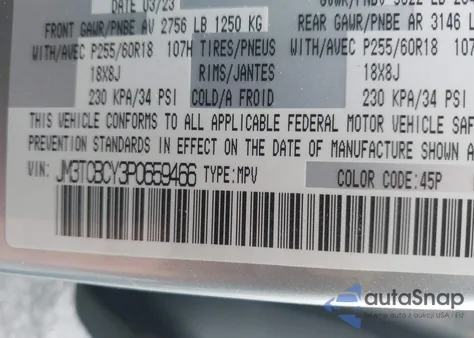 03/23
FRONT GAWR/PNBE AV 2756 LB 1250 KG REAR GAWR/PNBE AR 3146 L
WITH/AVEC P255/60R18 107H TIRES/PNEUS WITH/AVEC P255/60R18
18X8J RIMS/JANTES 18X8J
230 KPA/34 PSI COLD/A FROID 230 KPA/34 PSI
THIS VEHICLE CONFORMS TO ALL APPLICABLE FEDERAL MOTOR VEHICLE SAFE
PREVENTION STANDARDS IN EFFECT ON THE DATE OF MANUFACTURE SHOWN A
VIN: JM3TCBCY3P0659466 TYPE:MPV COLOR CODE:45P
autoSnap